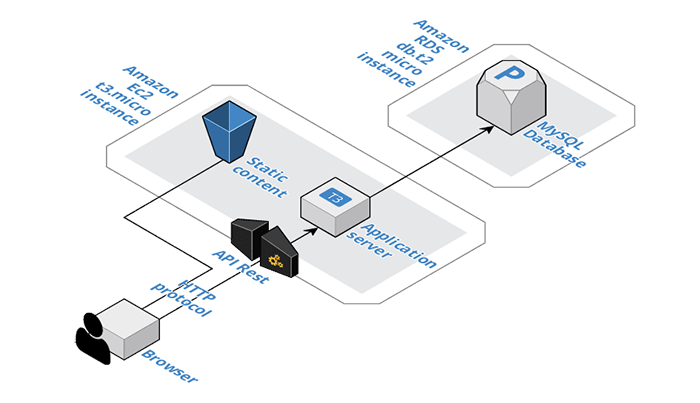 Amazon
RDS
db.t2
micro
instance
P
MySQL
Database
Amazon
Ec2
t3.micro
instance
Static
content
T3
Application
server
API Rest
HTTP
protocol
Browser